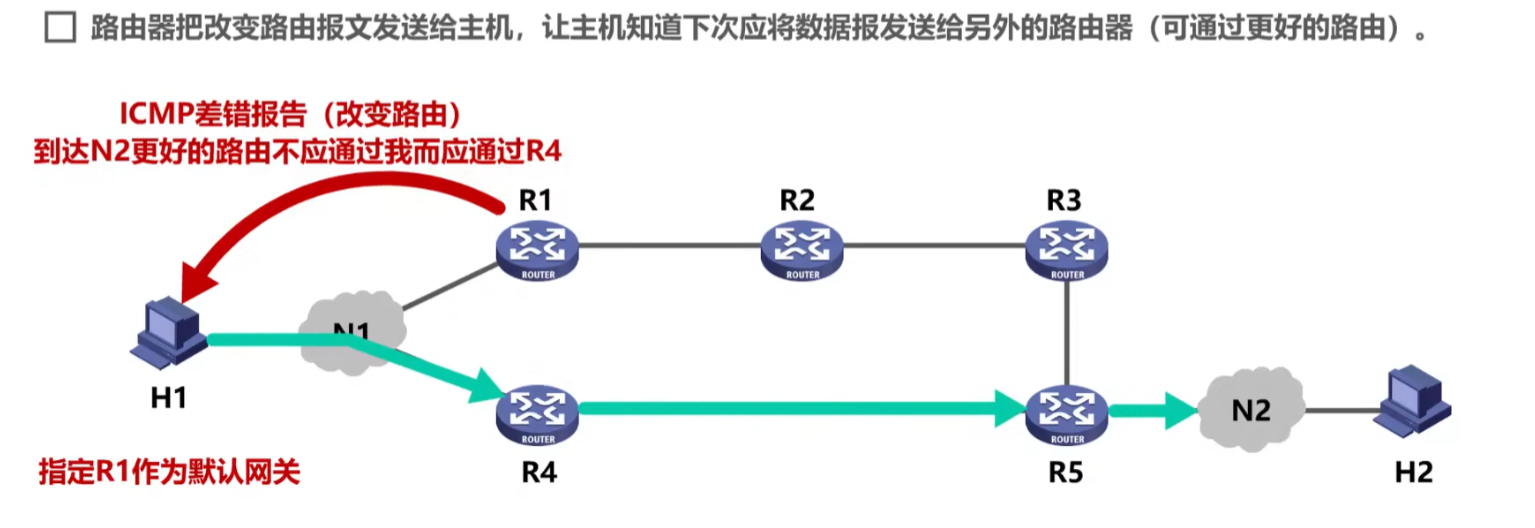 路由器把改变路由报文发送给主机，让主机知道下次应将数据报发送给另外的路由器（可通过更好的路由）。
ICMP差错报告（改变路由）
到达N2更好的路由不应通过我而应通过R4
R1
R2
R3
ROUTER
ROUTER
ROUTER
N1
H1
ROUTER
ROUTER
N2
R4
R5
H2
指定R1作为默认网关